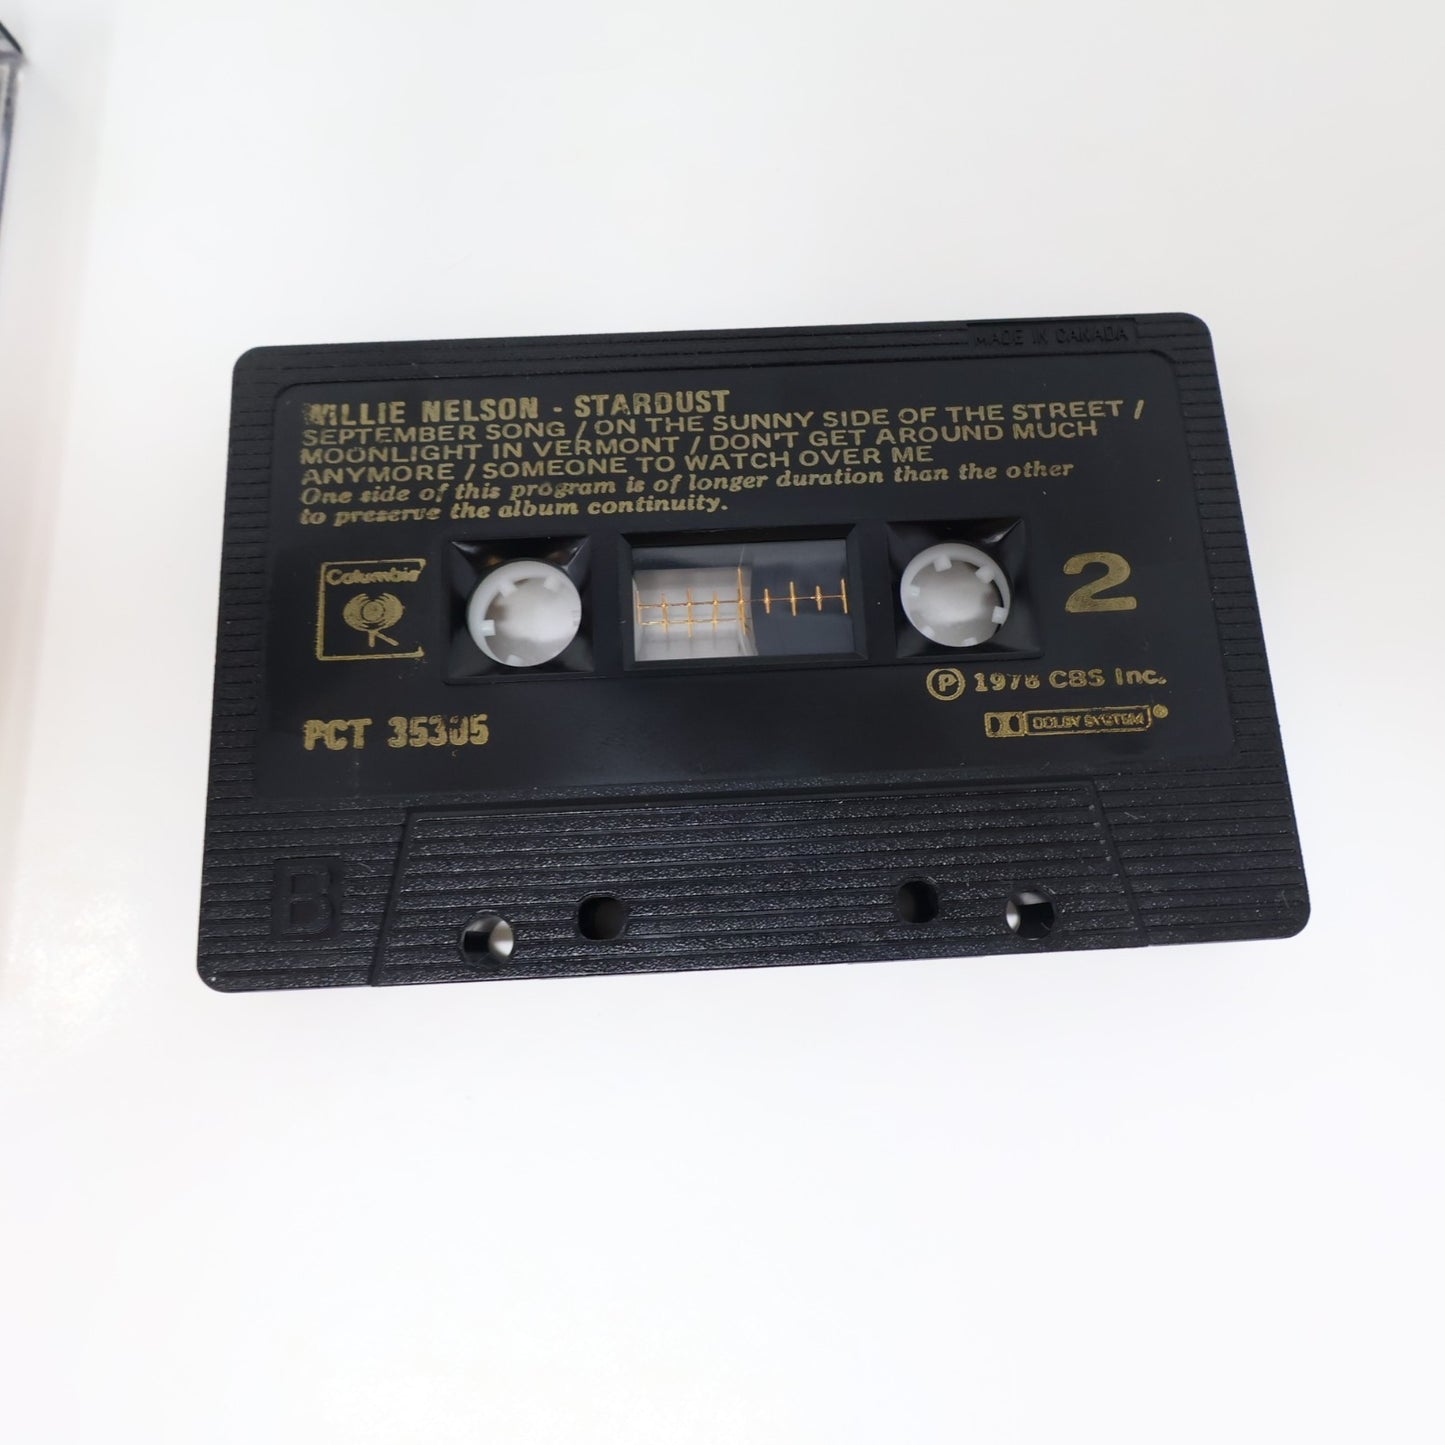 MADE IN CANADA
WILLIE NELSON - STARDUST
SEPTEMBER SONG / ON THE SUNNY SIDE OF THE STREET /
MOONLIGHT IN VERMONT / DON'T GET AROUND MUCH
ANYMORE / SOMEONE TO WATCH OVER ME
One side of this program is of longer duration than the other
to preserve the album continuity.
Columbia
2
Ⓟ 1978 CBS Inc.
PCT 35305
DOLBY SYSTEM®
B